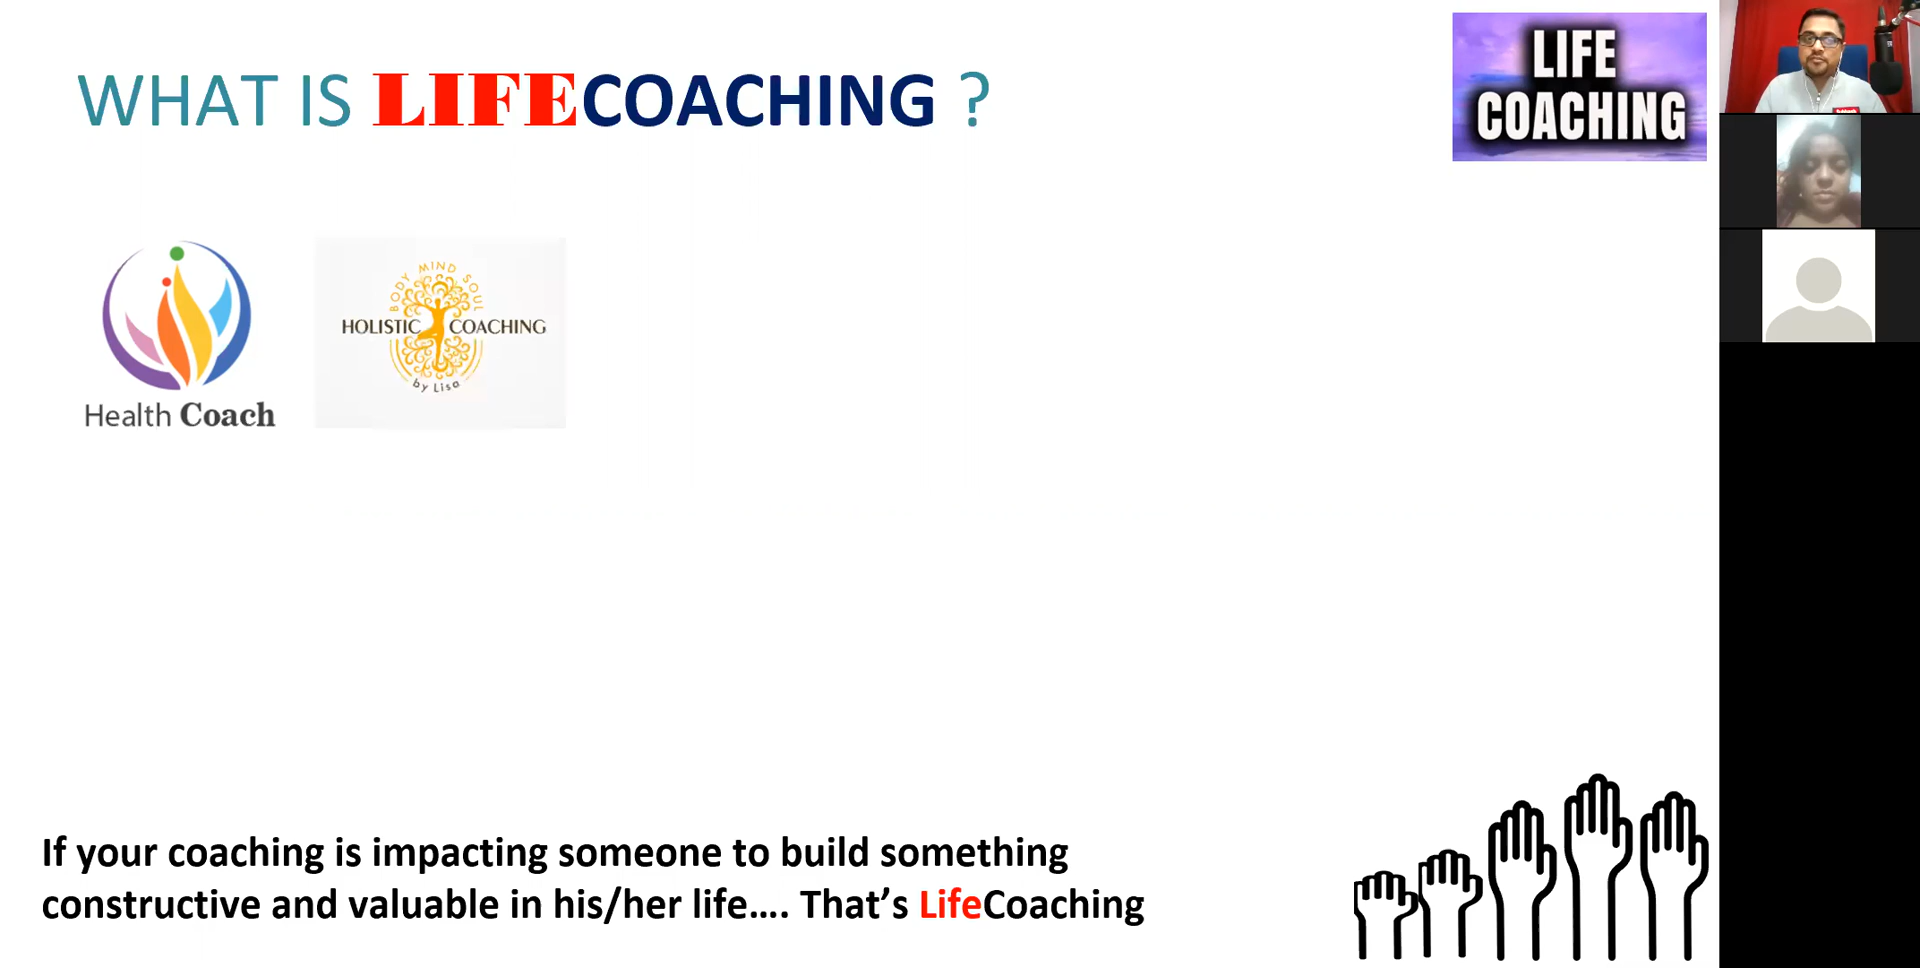 WHAT IS LIFECOACHING ?
LIFE
COACHING
Health Coach
BODY MIND SOUL
HOLISTIC COACHING
by Lisa
If your coaching is impacting someone to build something
constructive and valuable in his/her life.... That's LifeCoaching